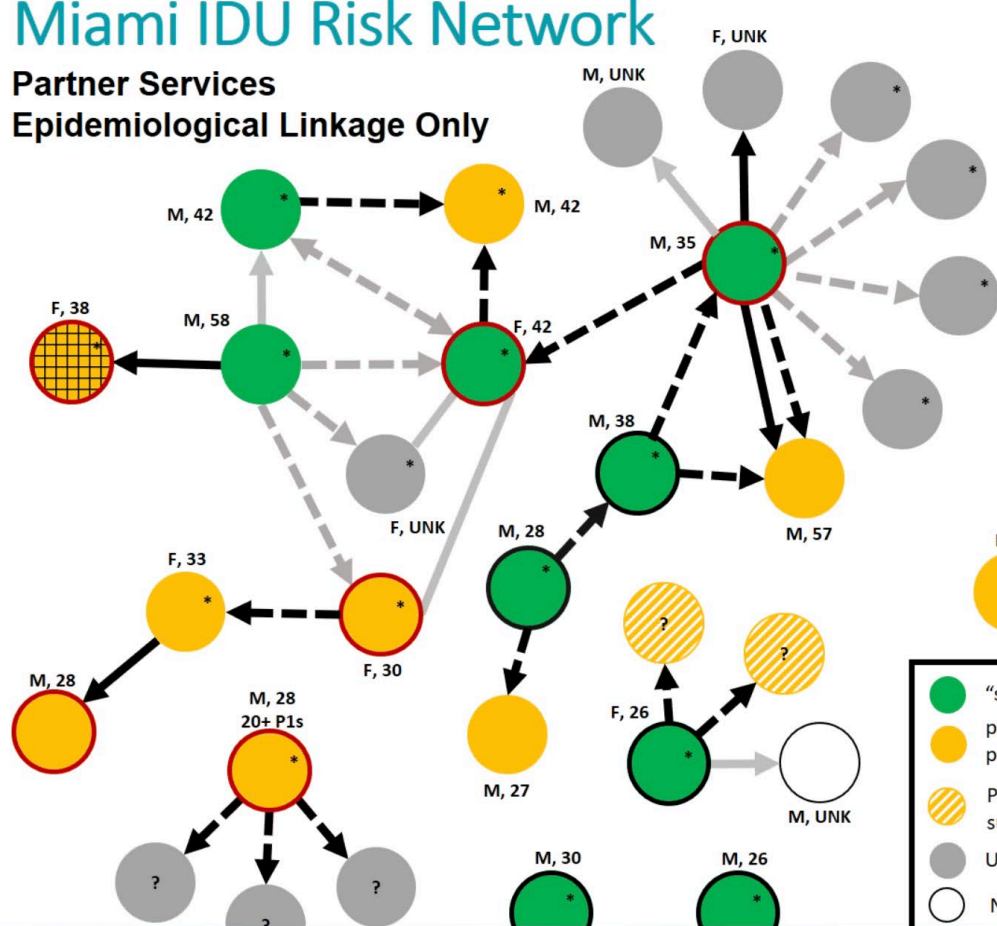 Miami IDU Risk Network
Partner Services
Epidemiological Linkage Only
F, UNK
M, UNK
*
*
*
M, 42
*
*
M, 42
M, 35
*
*
F, 38
*
M, 58
*
F, 42
*
*
M, 38
*
*
F, UNK
M, 57
M, 28
*
F, 33
*
*
F, 30
?
?
M, 28
M, 28
20+ P1s
*
F, 26
*
M, 27
M, UNK
?
?
?
M, 30
*
M, 26
*